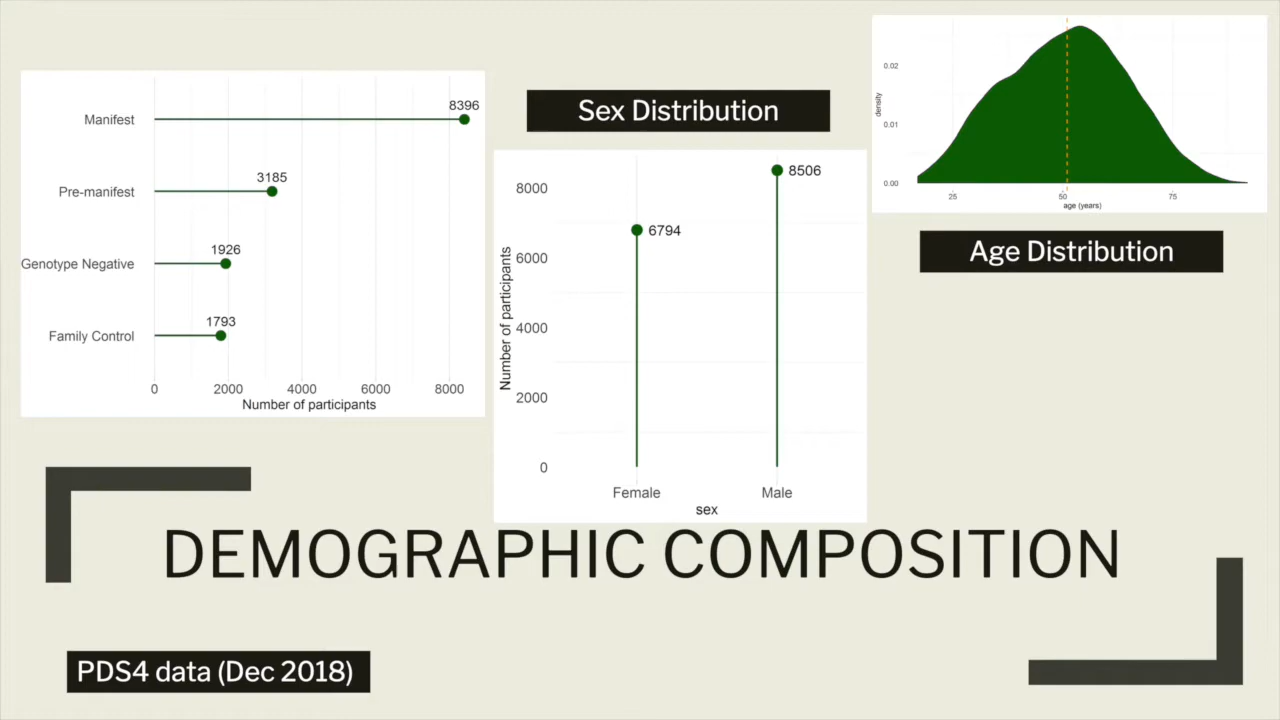 8396
Manifest
3185
Pre-manifest
1926
Genotype Negative
1793
Family Control
0 2000 4000 6000 8000
Number of participants
Sex Distribution
8506
8000
6794
6000
4000
2000
0
Number of participants
Female Male
sex
0.02
0.01
0.00
density
25 50 75
age (years)
Age Distribution
DEMOGRAPHIC COMPOSITION
PDS4 data (Dec 2018)